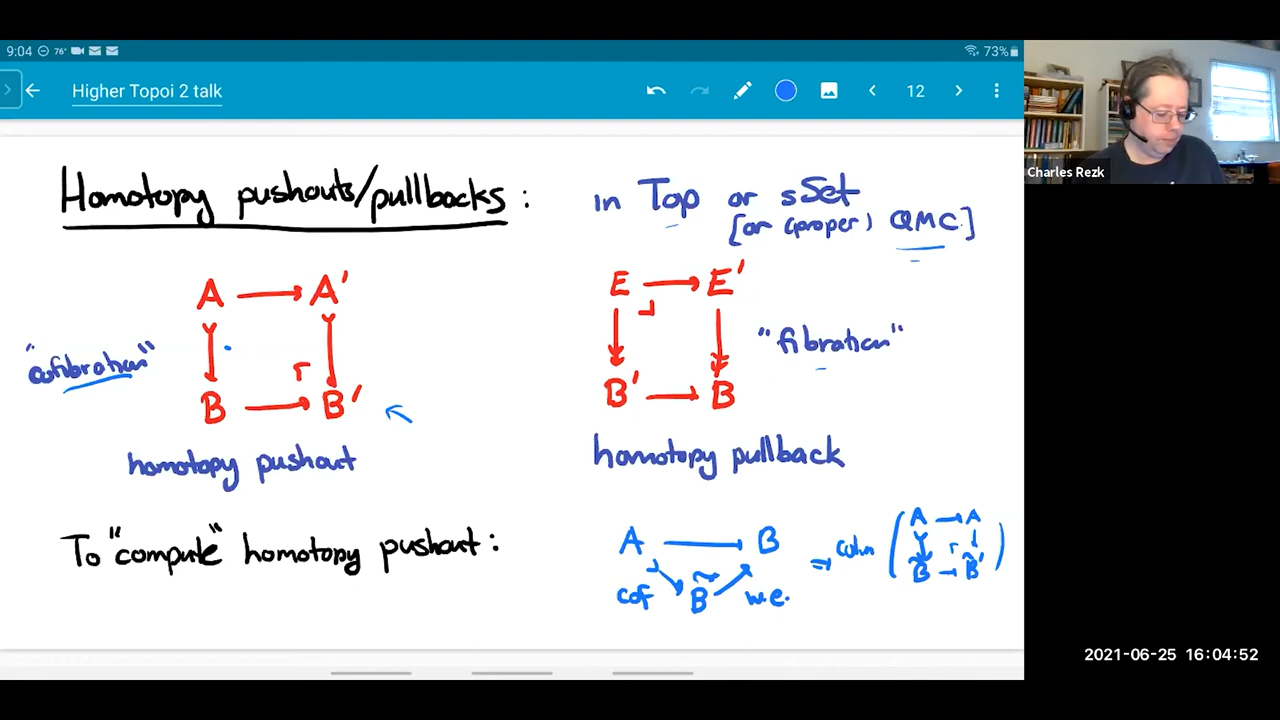 9:04 76° 73%
Higher Topoi 2 talk
12
Charles Rezk
Homotopy pushouts/pullbacks : in Top or sSet
[or (proper) QMC.]
A → A'
E → E'
"cofibration"
"fibration"
B → B'
B' → B
homotopy pushout
homotopy pullback
To "compute" homotopy pushout :
A → B
cof B̃ w.e.
⇒ colim ( A → A
B̃ → B̃' )
2021-06-25 16:04:52